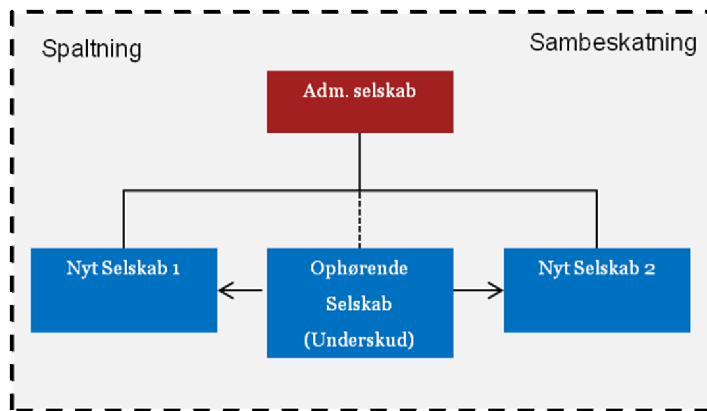 Spaltning
Sambeskatning
Adm. selskab
Nyt Selskab 1
Ophørende
Selskab
(Underskud)
Nyt Selskab 2